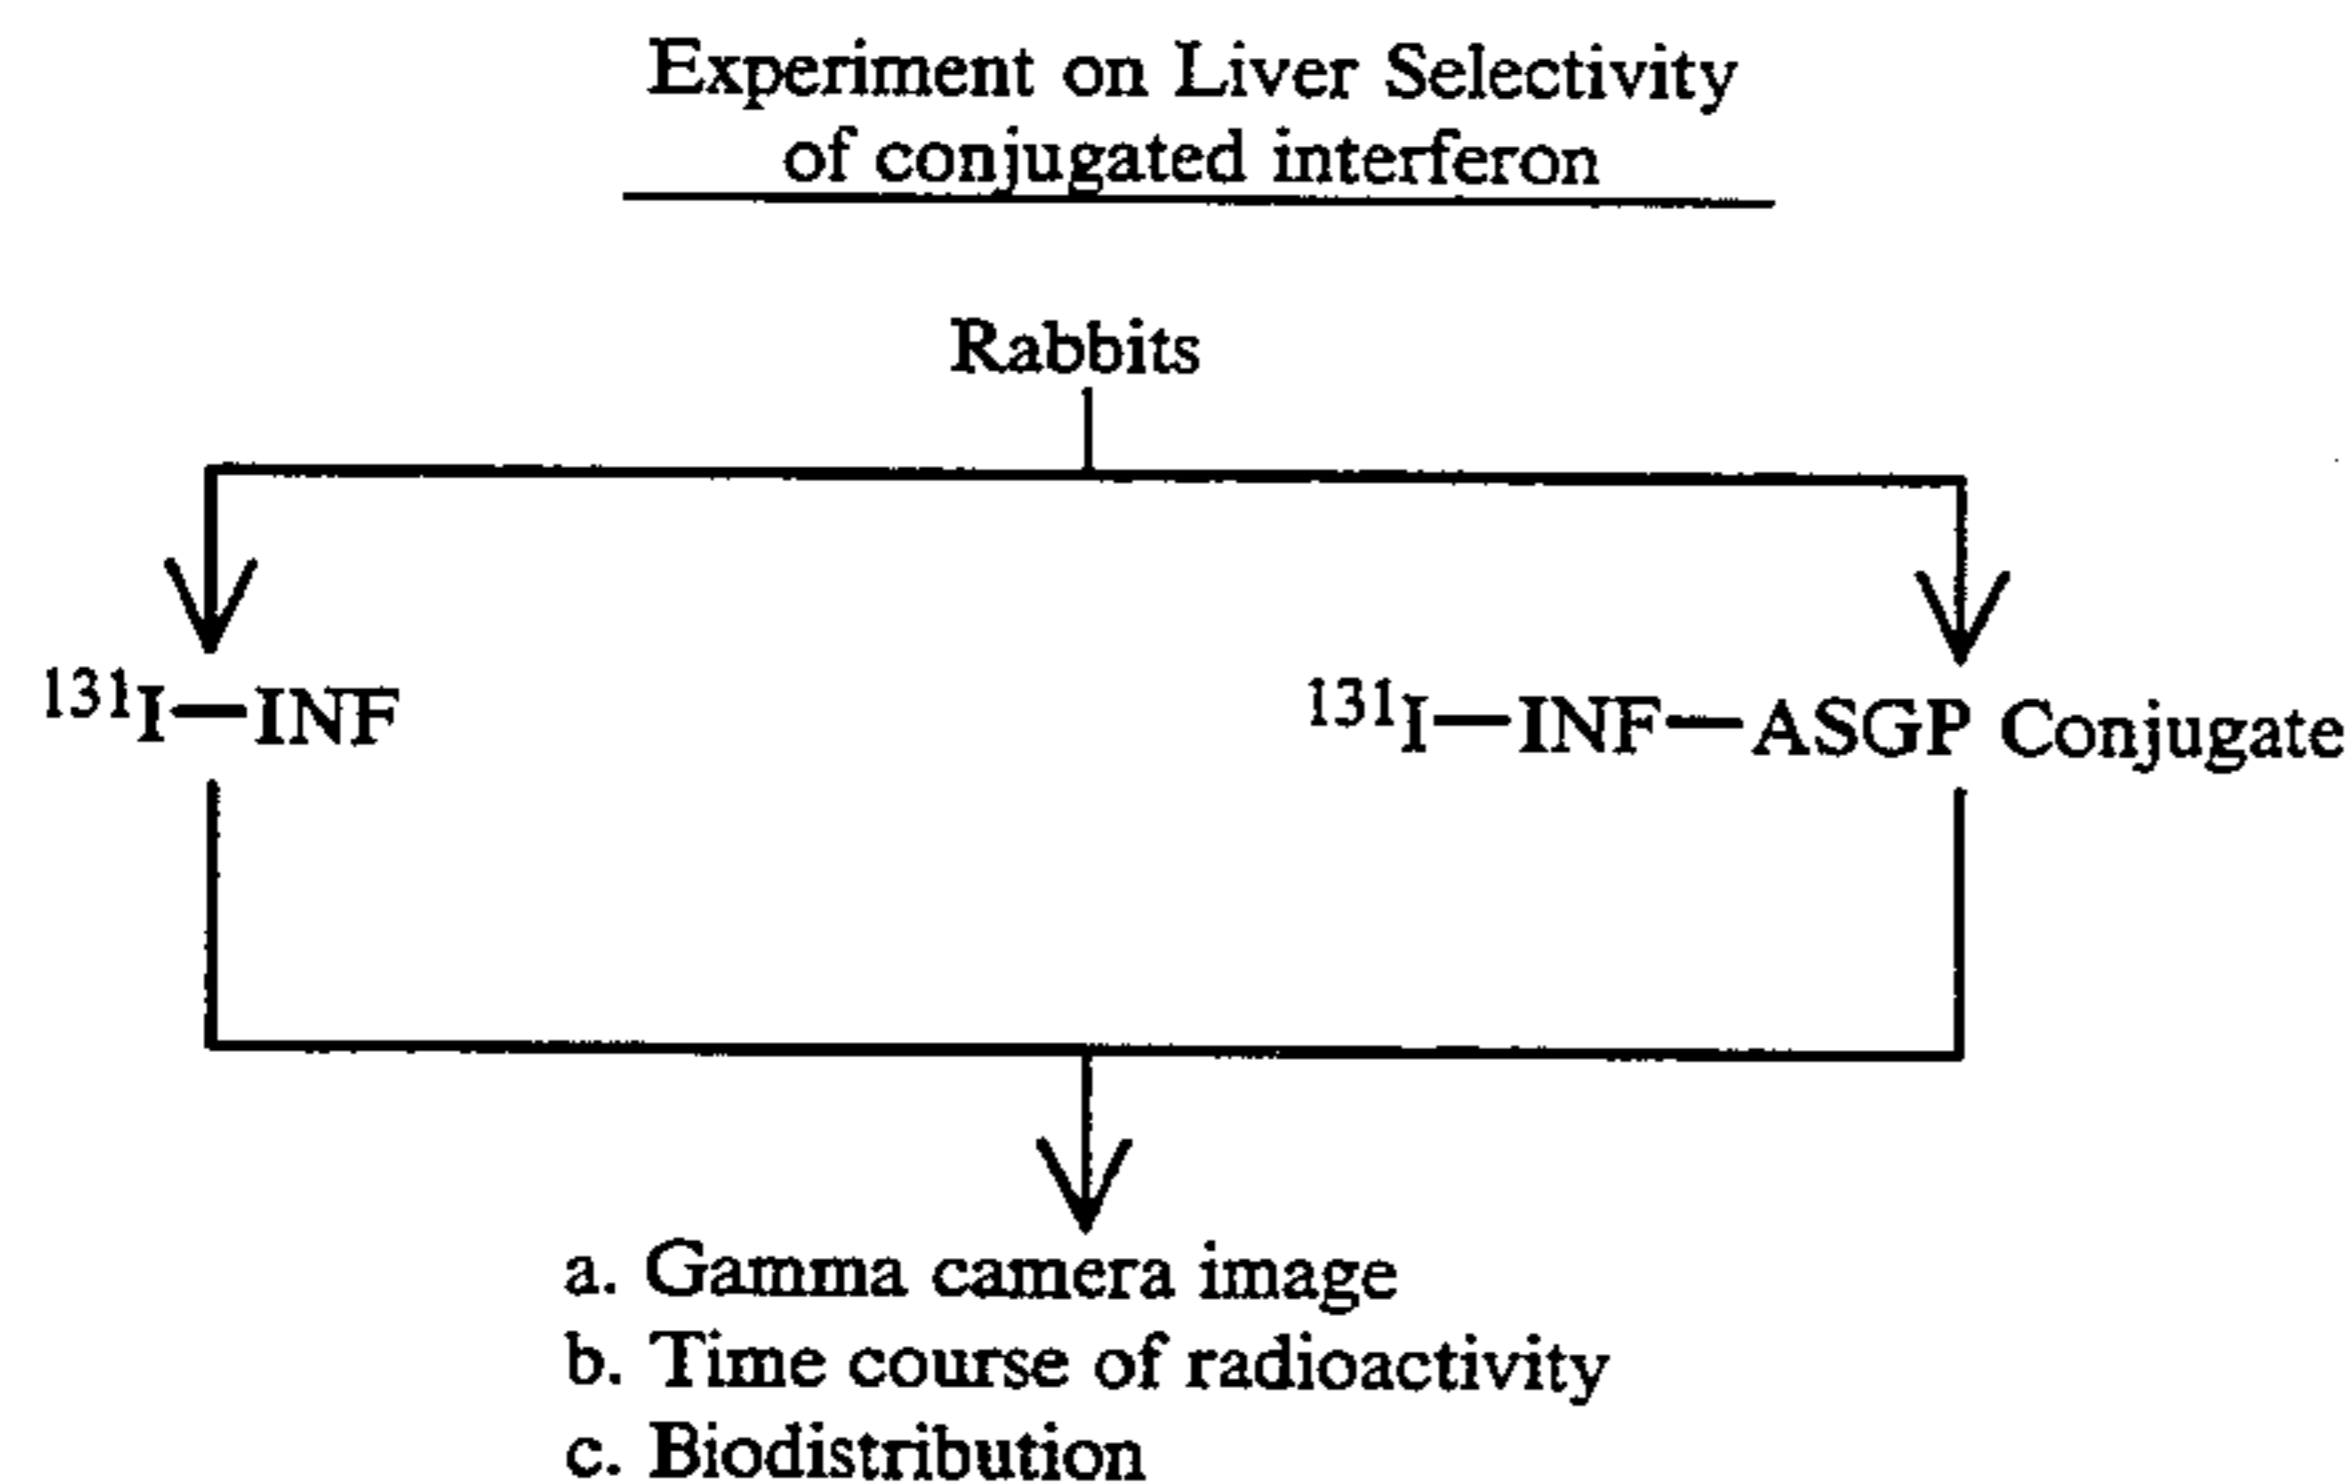 Experiment on Liver Selectivity
of conjugated interferon
Rabbits
¹³¹I—INF
¹³¹I—INF—ASGP Conjugate
a. Gamma camera image
b. Time course of radioactivity
c. Biodistribution